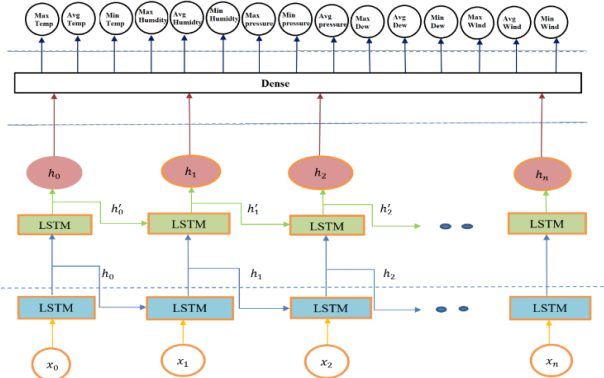 Max Temp
Avg Temp
Min Temp
Max Humdity
Avg Humidty
Min Humidity
Max pressure
Min pressure
Avg pressure
Max Dew
Avg Dew
Min Dew
Max Wind
Avg Wind
Min Wind
Dense
h₀ h₁ h₂ hₙ
h′₀ h′₁ h′₂
LSTM LSTM LSTM LSTM
h₀ h₁ h₂
LSTM LSTM LSTM LSTM
x₀ x₁ x₂ xₙ